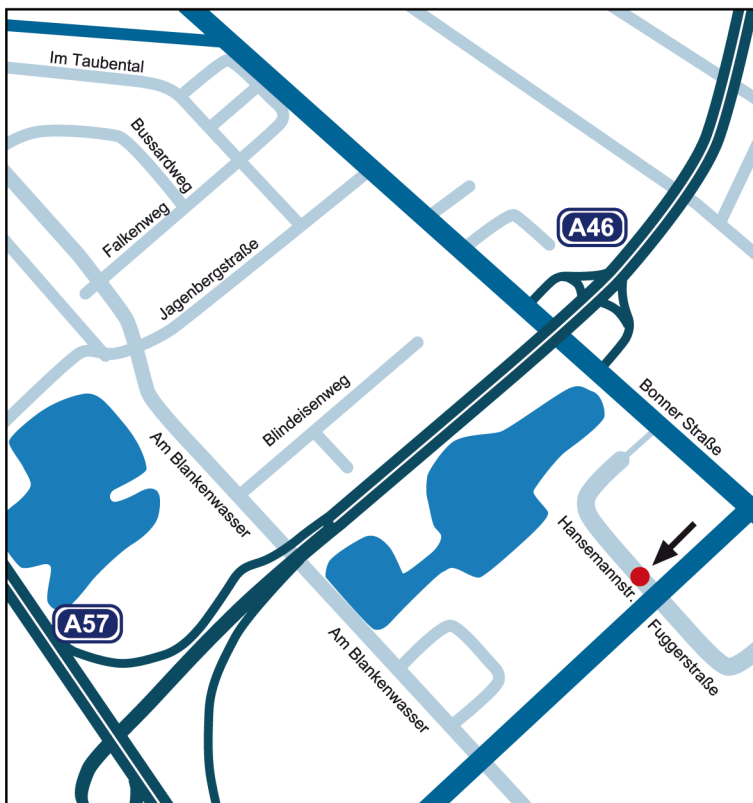 Im Taubental
Bussardweg
Falkenweg
A46
Jagenbergstraße
Bonner Straße
Blindeisenweg
Am Blankenwasser
Hansemannstr.
A57
Fuggerstraße
Am Blankenwasser